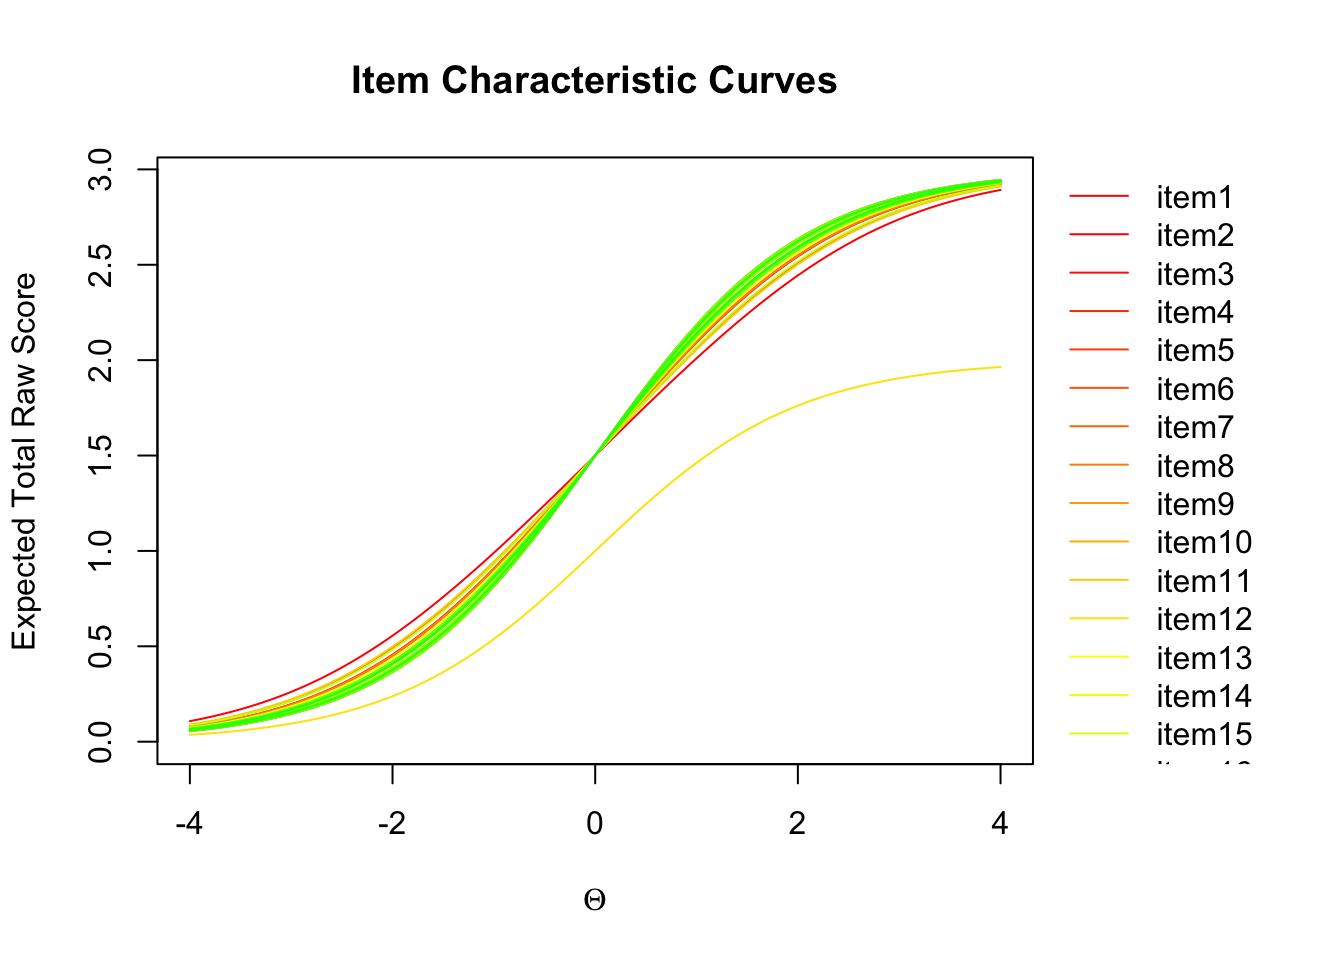 Item Characteristic Curves
Expected Total Raw Score
3.0
2.5
2.0
1.5
1.0
0.5
0.0
-4
-2
0
2
4
Θ
item1
item2
item3
item4
item5
item6
item7
item8
item9
item10
item11
item12
item13
item14
item15